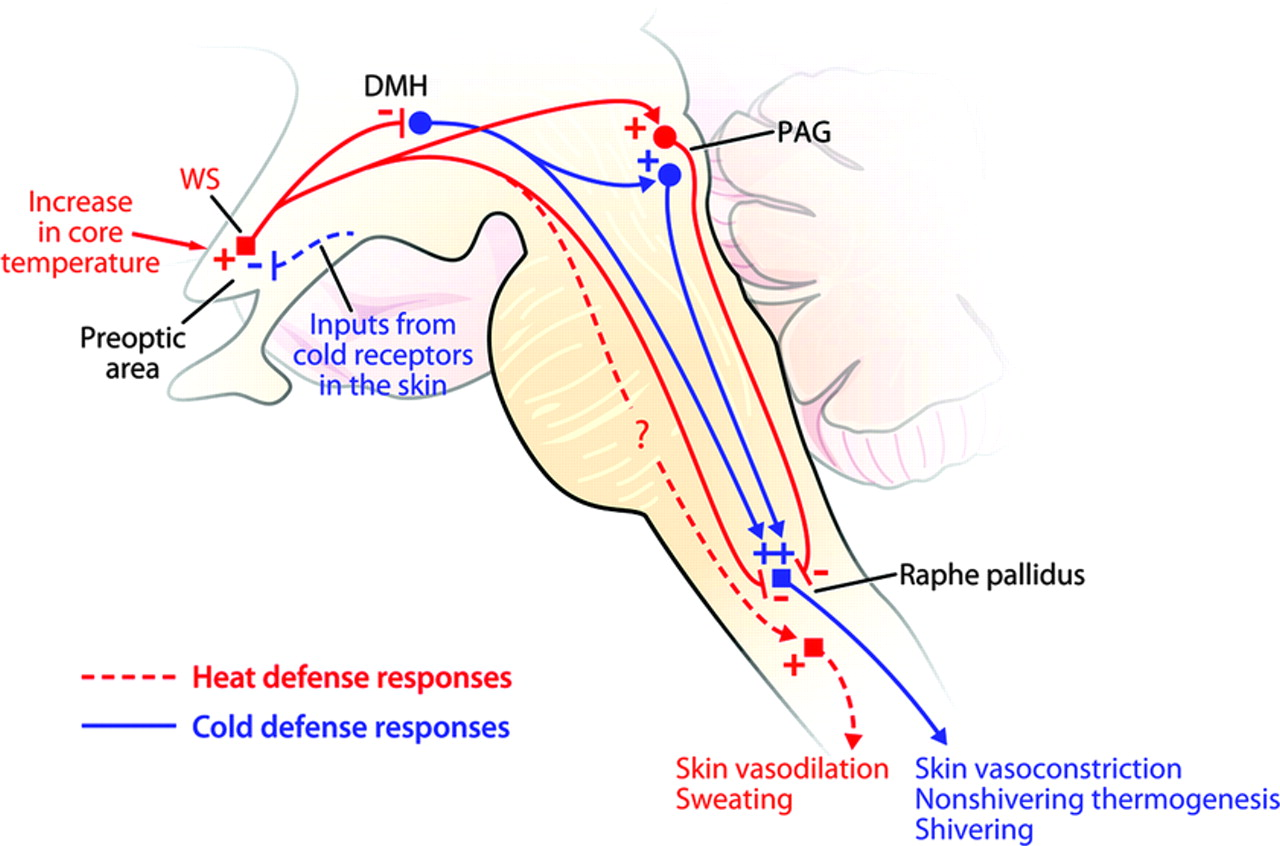 DMH
PAG
WS
Increase
in core
temperature
+
-
-
+
+
Preoptic
area
Inputs from
cold receptors
in the skin
?
++
-
-
Raphe pallidus
+
Heat defense responses
Cold defense responses
Skin vasodilation
Sweating
Skin vasoconstriction
Nonshivering thermogenesis
Shivering